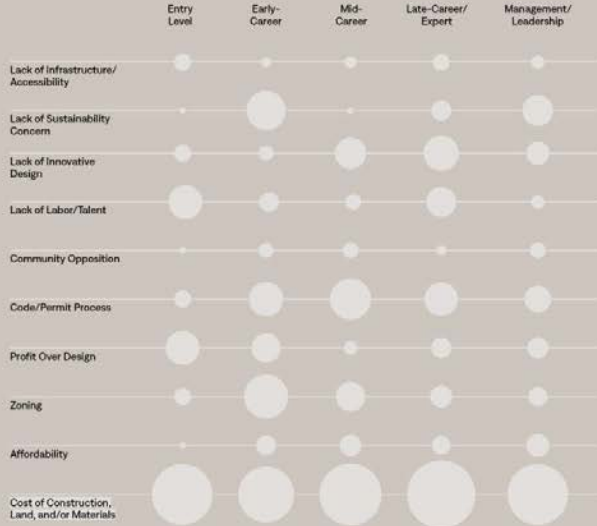 Entry
Level
Early-
Career
Mid-
Career
Late-Career/
Expert
Management/
Leadership
Lack of Infrastructure/
Accessibility
Lack of Sustainability
Concern
Lack of Innovative
Design
Lack of Labor/Talent
Community Opposition
Code/Permit Process
Profit Over Design
Zoning
Affordability
Cost of Construction,
Land, and/or Materials